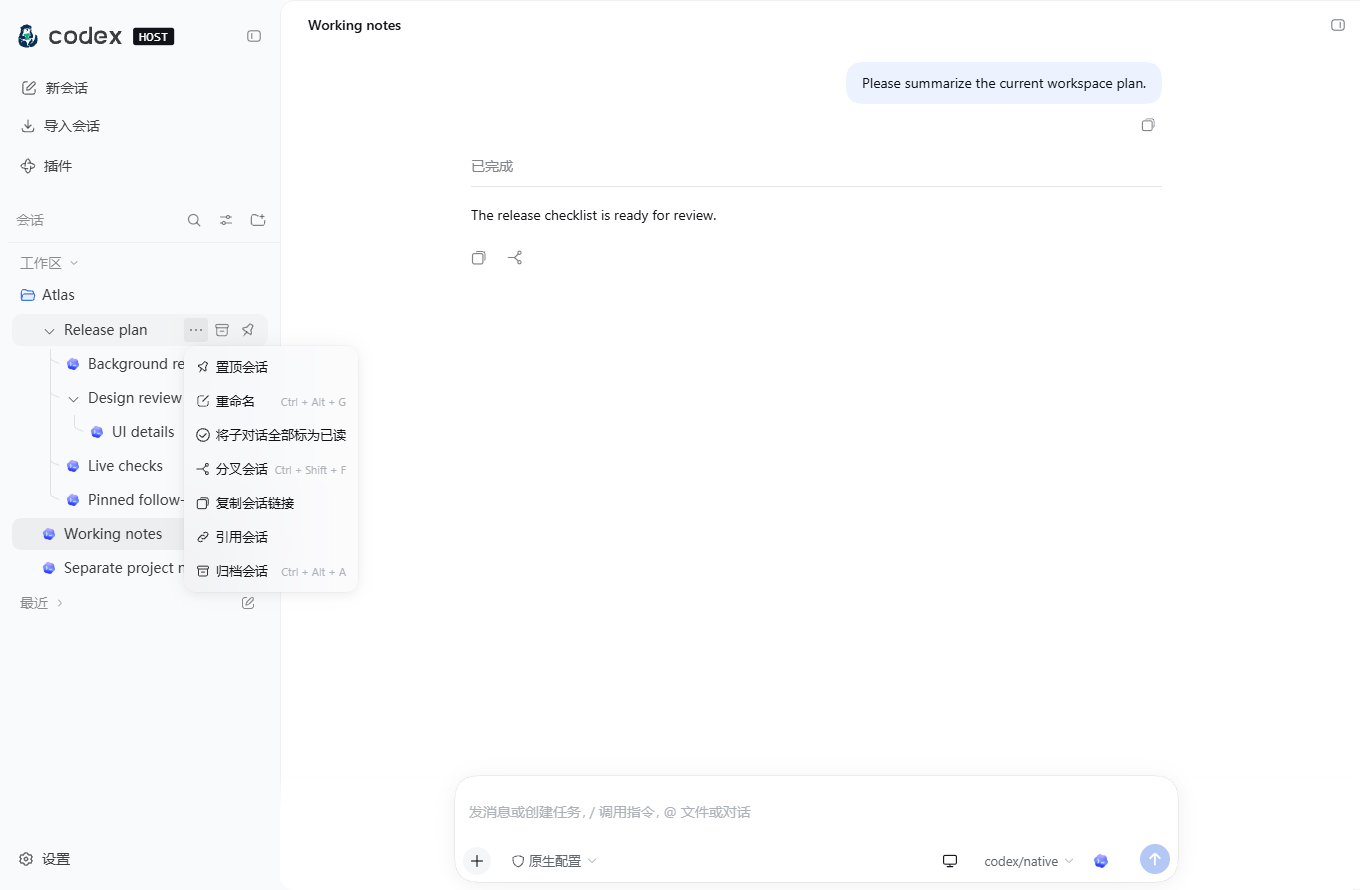 codex HOST
新会话
导入会话
插件
会话
工作区
Atlas
Release plan
Background re
Design review
UI details
Live checks
Pinned follow-
Working notes
Separate project n
最近
设置
置顶会话
重命名 Ctrl + Alt + G
将子对话全部标为已读
分叉会话 Ctrl + Shift + F
复制会话链接
引用会话
归档会话 Ctrl + Alt + A
Working notes
Please summarize the current workspace plan.
已完成
The release checklist is ready for review.
发消息或创建任务, / 调用指令, @ 文件或对话
原生配置
codex/native